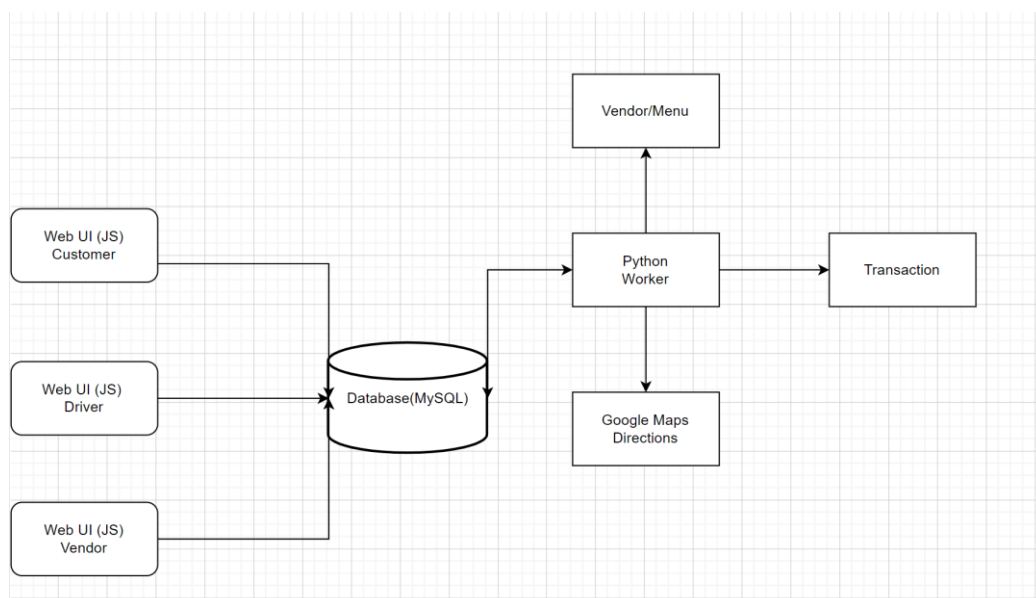 Vendor/Menu
Web UI (JS)
Customer
Python
Worker
Transaction
Web UI (JS)
Driver
Database(MySQL)
Google Maps
Directions
Web UI (JS)
Vendor